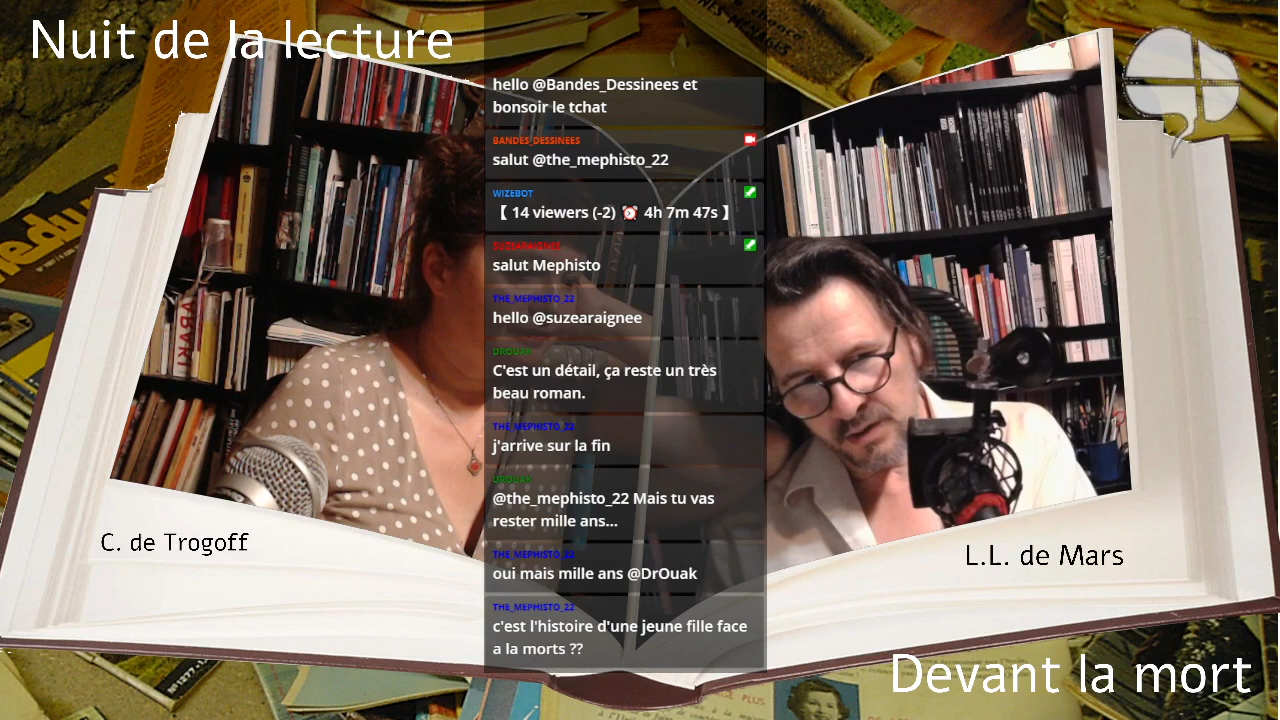 Nuit de la lecture
hello @Bandes_Dessinees et
bonsoir le tchat
BANDES_DESSINEES
salut @the_mephisto_22
WIZEBOT
【 14 viewers (-2) ⏰ 4h 7m 47s 】
SUZEARAIGNEE
salut Mephisto
THE_MEPHISTO_22
hello @suzearaignee
DROUAK
C'est un détail, ça reste un très
beau roman.
THE_MEPHISTO_22
j'arrive sur la fin
DROUAK
@the_mephisto_22 Mais tu vas
rester mille ans...
THE_MEPHISTO_22
oui mais mille ans @DrOuak
THE_MEPHISTO_22
c'est l'histoire d'une jeune fille face
a la morts ??
C. de Trogoff
L.L. de Mars
Devant la mort